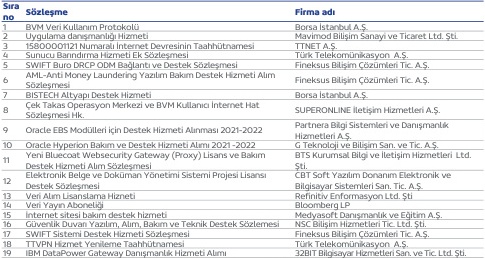 Sıra no Sözleşme Firma adı
1 BVM Veri Kullanım Protokolü Borsa İstanbul A.Ş.
2 Uygulama danışmanlığı Hizmeti Mavimod Bilişim Sanayi ve Ticaret Ltd. Şti.
3 15800001121 Numaralı İnternet Devresinin Taahhütnamesi TTNET A.Ş.
4 Sunucu Barındırma Hizmeti Ek Sözleşmesi Türk Telekomünikasyon A.Ş.
5 SWIFT Buro DRCP ODM Bağlantı ve Destek Sözleşmesi Fineksus Bilişim Çözümleri Tic. A.Ş.
6 AML-Anti Money Laundering Yazılım Bakım Destek Hizmeti Alım Sözleşmesi Fineksus Bilişim Çözümleri Tic. A.Ş.
7 BISTECH Altyapı Destek Hizmeti Borsa İstanbul A.Ş.
8 Çek Takas Operasyon Merkezi ve BVM Kullanıcı İnternet Hat Sözleşmesi Hk. SUPERONLINE İletişim Hizmetleri A.Ş.
9 Oracle EBS Modülleri için Destek Hizmeti Alınması 2021-2022 Partnera Bilgi Sistemleri ve Danışmanlık Hizmetleri A.Ş.
10 Oracle Hyperion Bakım ve Destek Hizmeti Alımı 2021 -2022 G Teknoloji ve Bilişim San. ve Tic. A.Ş.
11 Yeni Bluecoat Websecurity Gateway (Proxy) Lisans ve Bakım Destek Hizmeti Alım Sözleşmesi BTS Kurumsal Bilgi ve İletişim Hizmetleri Ltd. Şti.
12 Elektronik Belge ve Doküman Yönetimi Sistemi Projesi Lisansı Destek Sözleşmesi CBT Soft Yazılım Donanım Elektronik ve Bilgisayar Sistemleri San. Tic. A.Ş.
13 Veri Alım Lisanslama Hizneti Refinitiv Enformasyon Ltd. Şti
14 Veri Yayın Aboneliği Bloomberg LP
15 İnternet sitesi bakım destek hizmeti Medyasoft Danışmanlık ve Eğitim A.Ş.
16 Güvenlik Duvarı Yazılım, Alım, Bakım ve Teknik Destek Sözlemesi NSC Bilişim Hizmetleri Tic. Ltd. Şti.
17 SWIFT Sistemi Destek Hizmeti Sözleşmesi Fineksus Bilişim Çözümleri Tic. A.Ş.
18 TTVPN Hizmet Yenileme Taahhütnamesi Türk Telekomünikasyon A.Ş.
19 IBM DataPower Gateway Danışmanlık Hizmeti Alımı 32BIT Bilgisayar Hizmetleri San. ve Tic. Ltd. Şti.